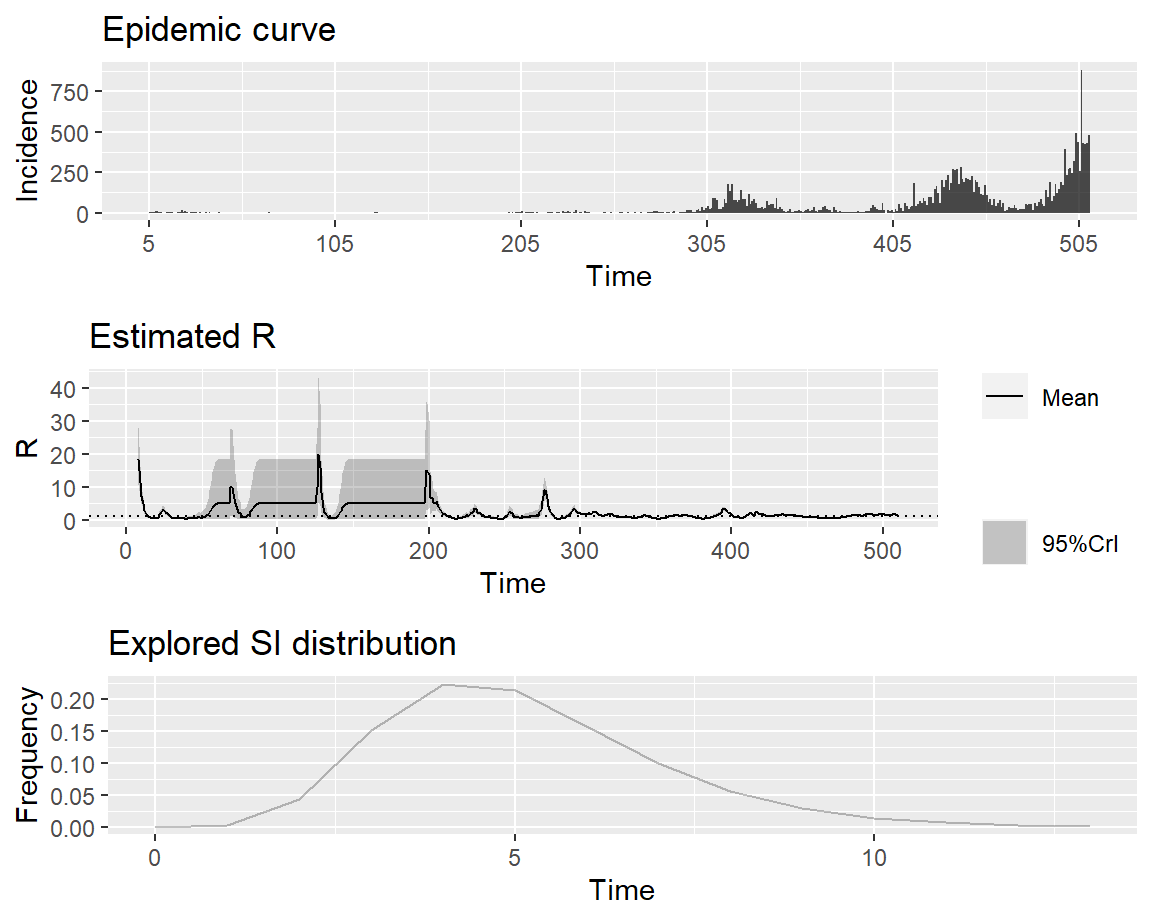 Epidemic curve
Incidence
750
500
250
0
5 105 205 305 405 505
Time
Estimated R
R
40
30
20
10
0
0 100 200 300 400 500
Time
Mean
95%CrI
Explored SI distribution
Frequency
0.20
0.15
0.10
0.05
0.00
0 5 10
Time